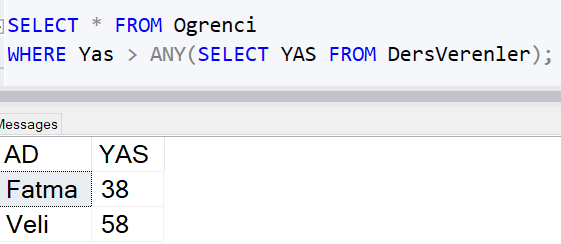 SELECT * FROM Ogrenci
WHERE Yas > ANY(SELECT YAS FROM DersVerenler);
Messages
AD YAS
Fatma 38
Veli 58